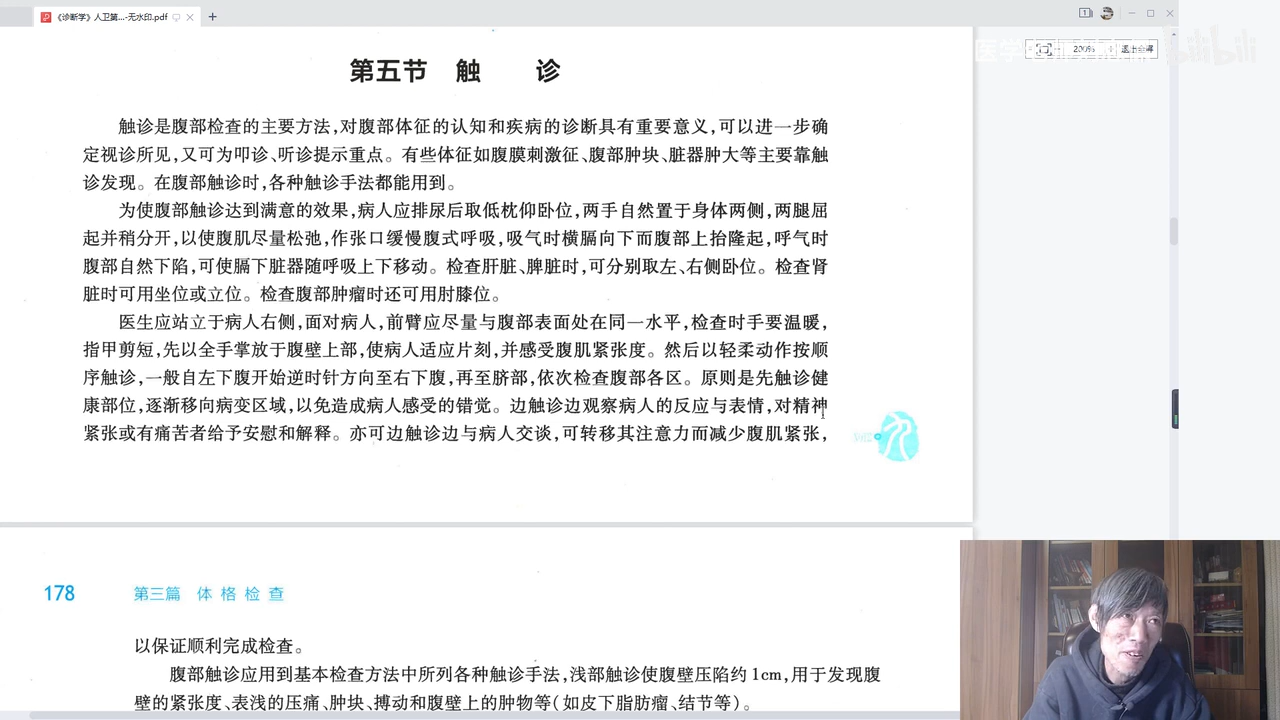 《诊断学》人卫第...-无水印.pdf
第五节 触 诊
触诊是腹部检查的主要方法,对腹部体征的认知和疾病的诊断具有重要意义,可以进一步确
定视诊所见,又可为叩诊、听诊提示重点。有些体征如腹膜刺激征、腹部肿块、脏器肿大等主要靠触
诊发现。在腹部触诊时,各种触诊手法都能用到。
为使腹部触诊达到满意的效果,病人应排尿后取低枕仰卧位,两手自然置于身体两侧,两腿屈
起并稍分开,以使腹肌尽量松弛,作张口缓慢腹式呼吸,吸气时横膈向下而腹部上抬隆起,呼气时
腹部自然下陷,可使膈下脏器随呼吸上下移动。检查肝脏、脾脏时,可分别取左、右侧卧位。检查肾
脏时可用坐位或立位。检查腹部肿瘤时还可用肘膝位。
医生应站立于病人右侧,面对病人,前臂应尽量与腹部表面处在同一水平,检查时手要温暖,
指甲剪短,先以全手掌放于腹壁上部,使病人适应片刻,并感受腹肌紧张度。然后以轻柔动作按顺
序触诊,一般自左下腹开始逆时针方向至右下腹,再至脐部,依次检查腹部各区。原则是先触诊健
康部位,逐渐移向病变区域,以免造成病人感受的错觉。边触诊边观察病人的反应与表情,对精神
紧张或有痛苦者给予安慰和解释。亦可边触诊边与病人交谈,可转移其注意力而减少腹肌紧张,
178 第三篇 体格检查
以保证顺利完成检查。
腹部触诊应用到基本检查方法中所列各种触诊手法,浅部触诊使腹壁压陷约1cm,用于发现腹
壁的紧张度、表浅的压痛、肿块、搏动和腹壁上的肿物等(如皮下脂肪瘤、结节等)。
200%
退出全屏
bilibili